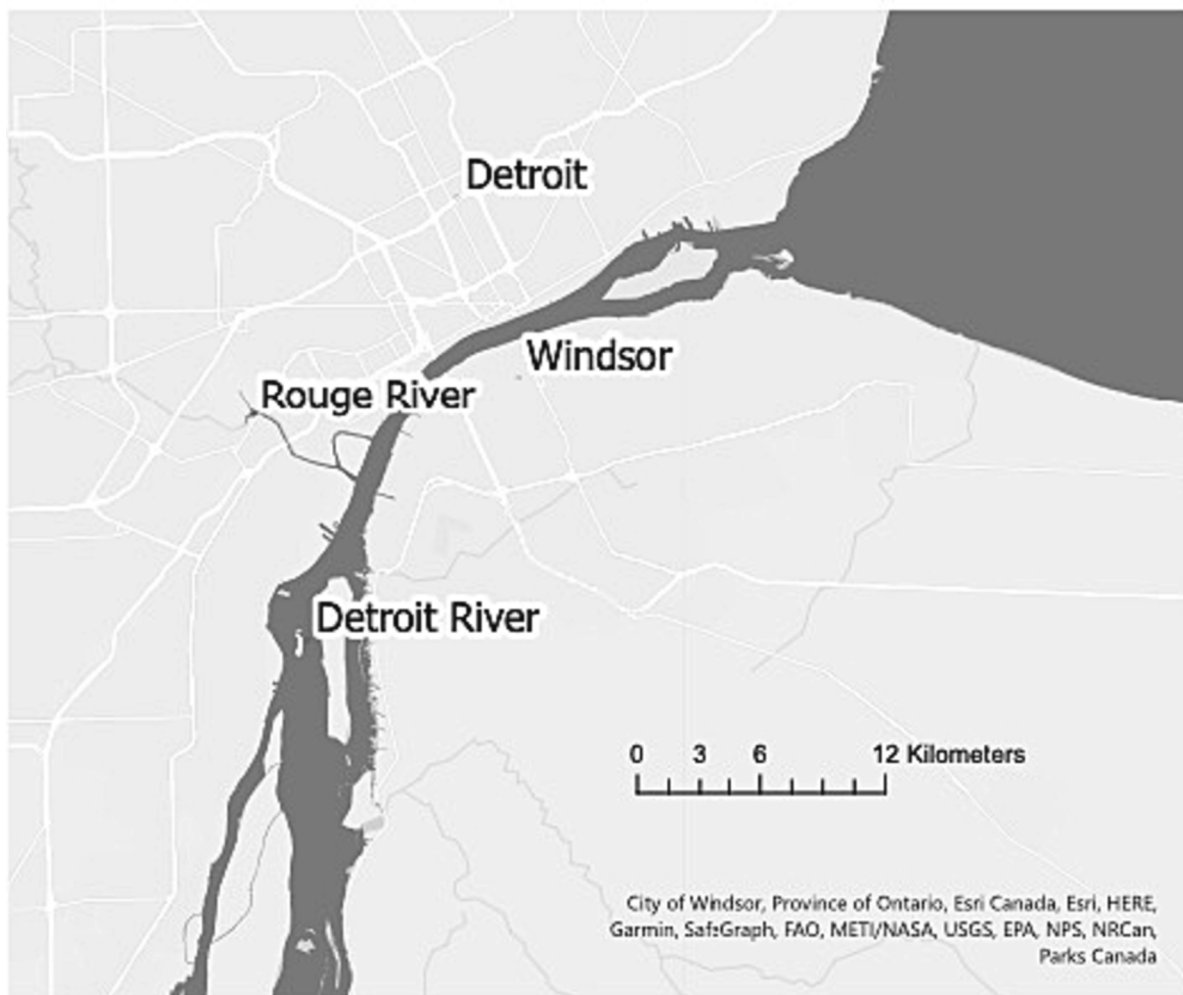 Detroit
Windsor
Rouge River
Detroit River
0 3 6 12 Kilometers
City of Windsor, Province of Ontario, Esri Canada, Esri, HERE,
Garmin, SafeGraph, FAO, METI/NASA, USGS, EPA, NPS, NRCan,
Parks Canada